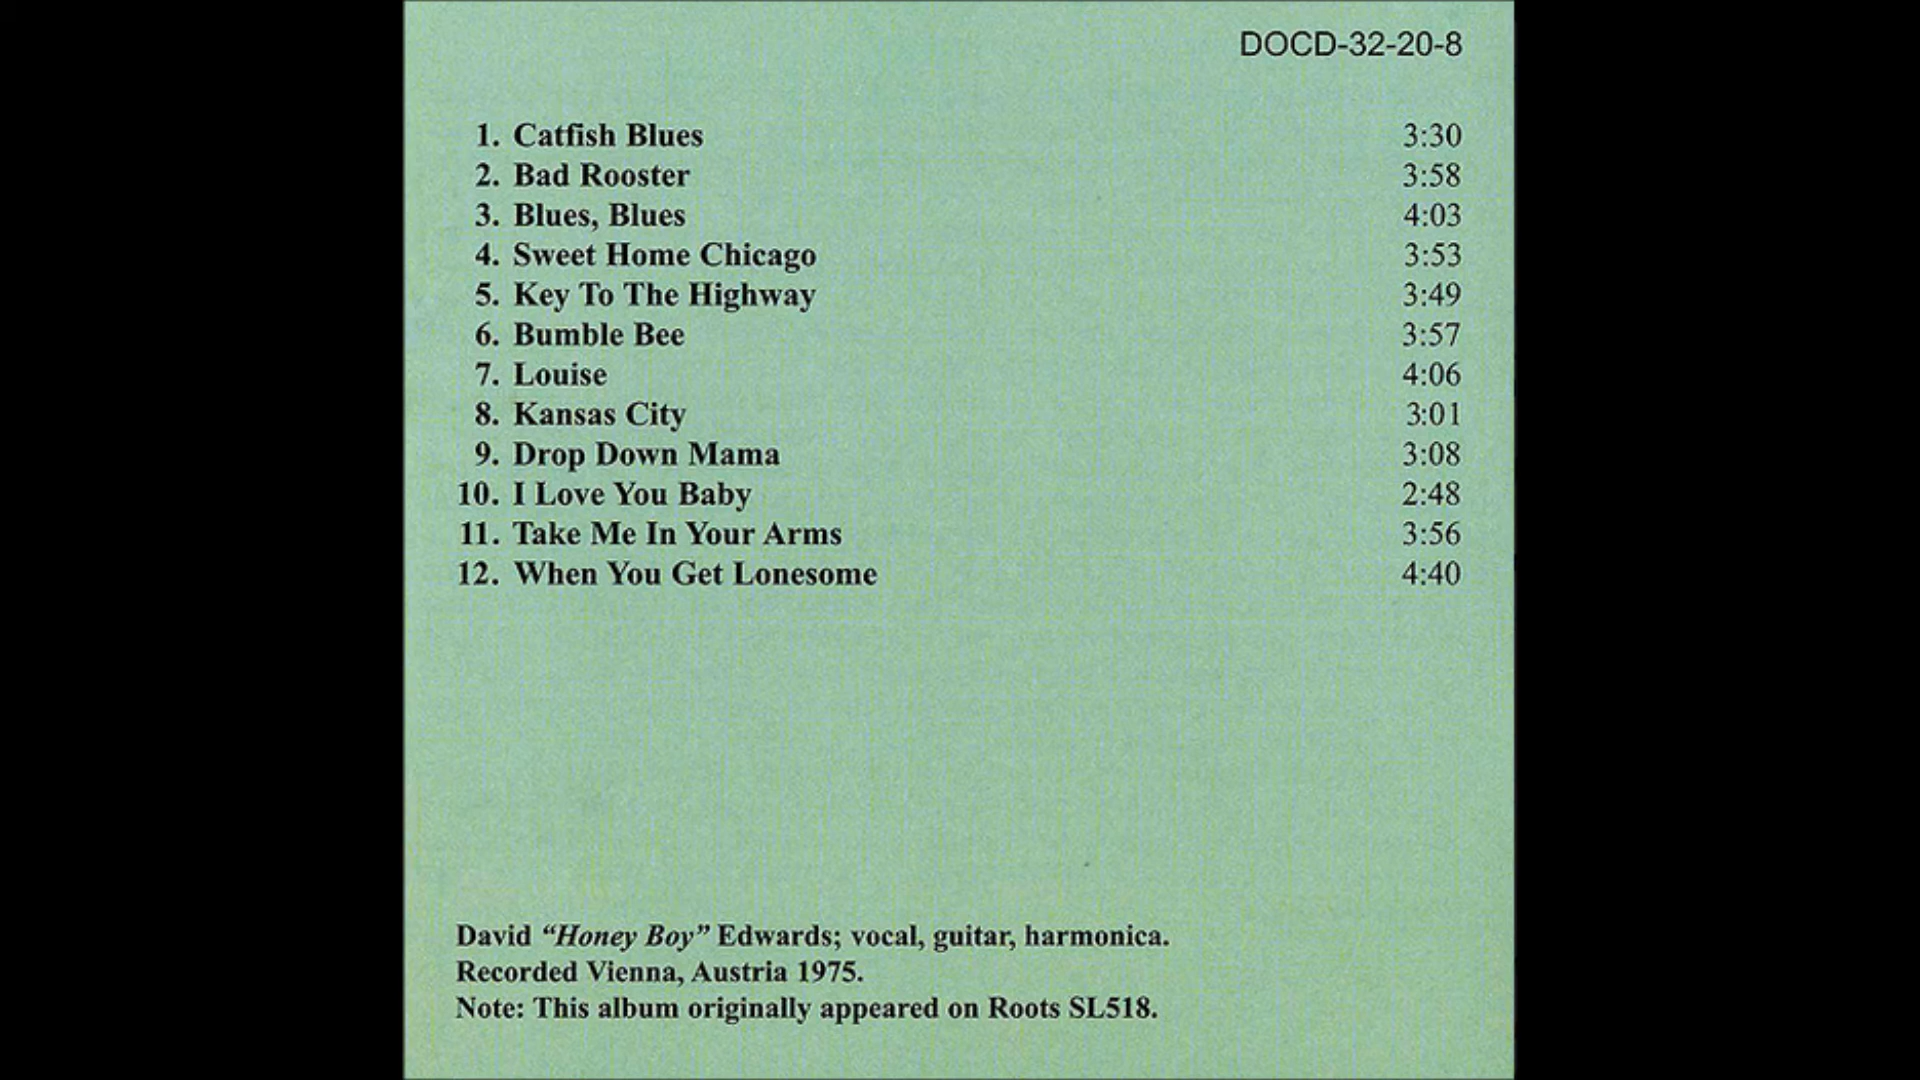 DOCD-32-20-8
1. Catfish Blues 3:30
2. Bad Rooster 3:58
3. Blues, Blues 4:03
4. Sweet Home Chicago 3:53
5. Key To The Highway 3:49
6. Bumble Bee 3:57
7. Louise 4:06
8. Kansas City 3:01
9. Drop Down Mama 3:08
10. I Love You Baby 2:48
11. Take Me In Your Arms 3:56
12. When You Get Lonesome 4:40
David “Honey Boy” Edwards; vocal, guitar, harmonica.
Recorded Vienna, Austria 1975.
Note: This album originally appeared on Roots SL518.